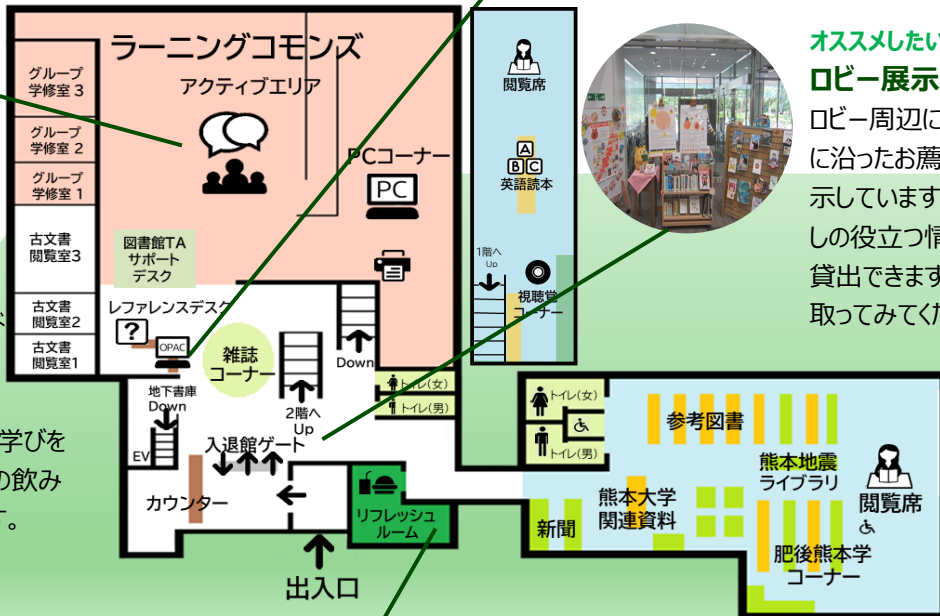 ラーニングコモンズ
アクティブエリア
グループ
学修室 3
グループ
学修室 2
グループ
学修室 1
古文書
閲覧室3
古文書
閲覧室2
古文書
閲覧室1
PCコーナー
PC
図書館TA
サポート
デスク
レファレンスデスク
?
OPAC
雑誌
コーナー
Down
トイレ(女)
トイレ(男)
地下書庫
Down
EV
2階へ
Up
入退館ゲート
カウンター
リフレッシュ
ルーム
出入口
閲覧席
A
B C
英語読本
1階へ
Up
視聴覚
コーナー
オススメしたい
ロビー展示
ロビー周辺に
に沿ったお薦
示しています
しの役立つ情
貸出できます
取ってみてくだ
学びを
の飲み
す。
トイレ(女)
トイレ(男)
参考図書
熊本地震
ライブラリ
熊本大学
関連資料
新聞
閲覧席
肥後熊本学
コーナー